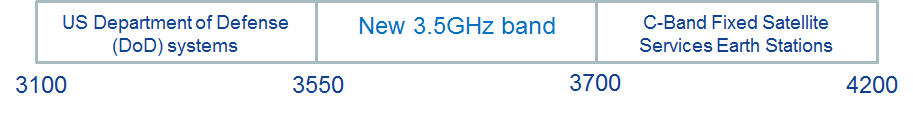 US Department of Defense
(DoD) systems
New 3.5GHz band
C-Band Fixed Satellite
Services Earth Stations
3100
3550
3700
4200